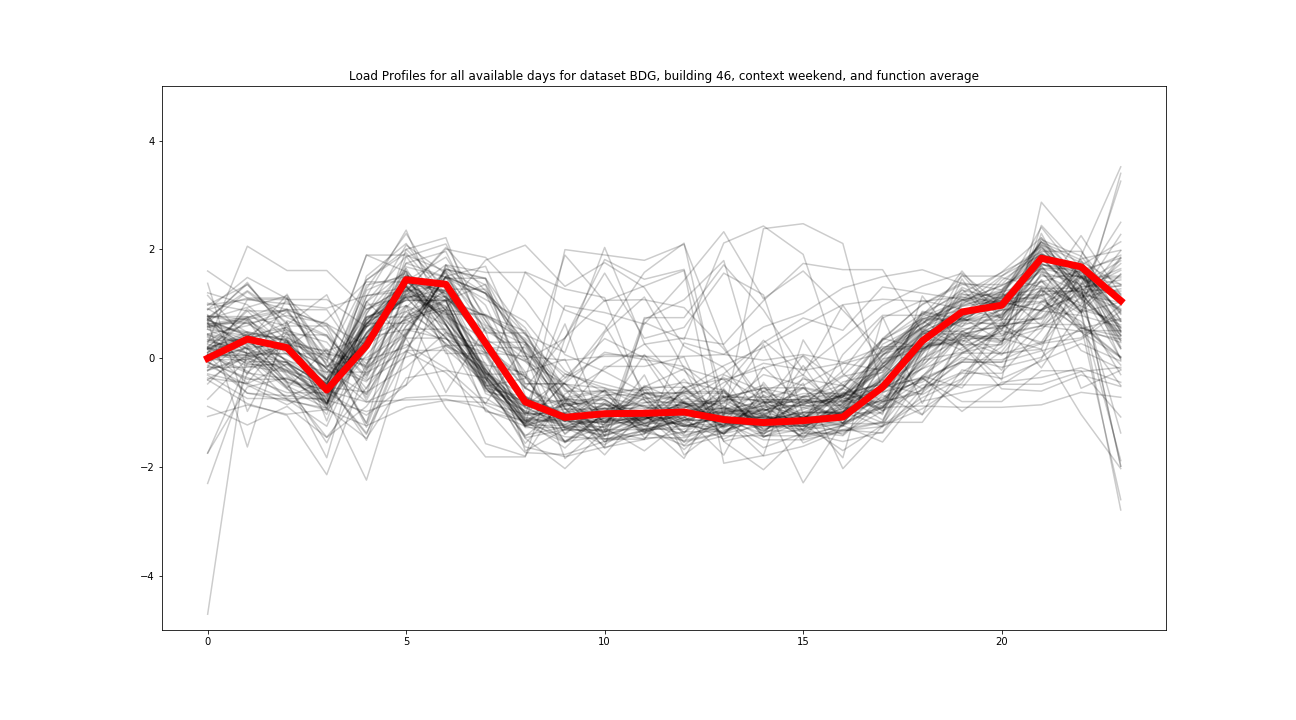 Load Profiles for all available days for dataset BDG, building 46, context weekend, and function average
4
2
0
−2
−4
0 5 10 15 20